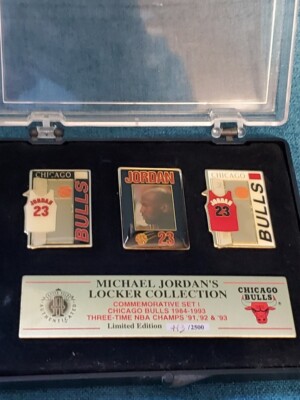 CHICAGO
JORDAN
23
BULLS
JORDAN
23
CHICAGO
JORDAN
23
BULLS
MICHAEL JORDAN'S
LOCKER COLLECTION
COMMEMORATIVE SET I
CHICAGO BULLS 1984-1993
THREE-TIME NBA CHAMPS '91, '92 & '93
Limited Edition /2500
CHICAGO
BULLS